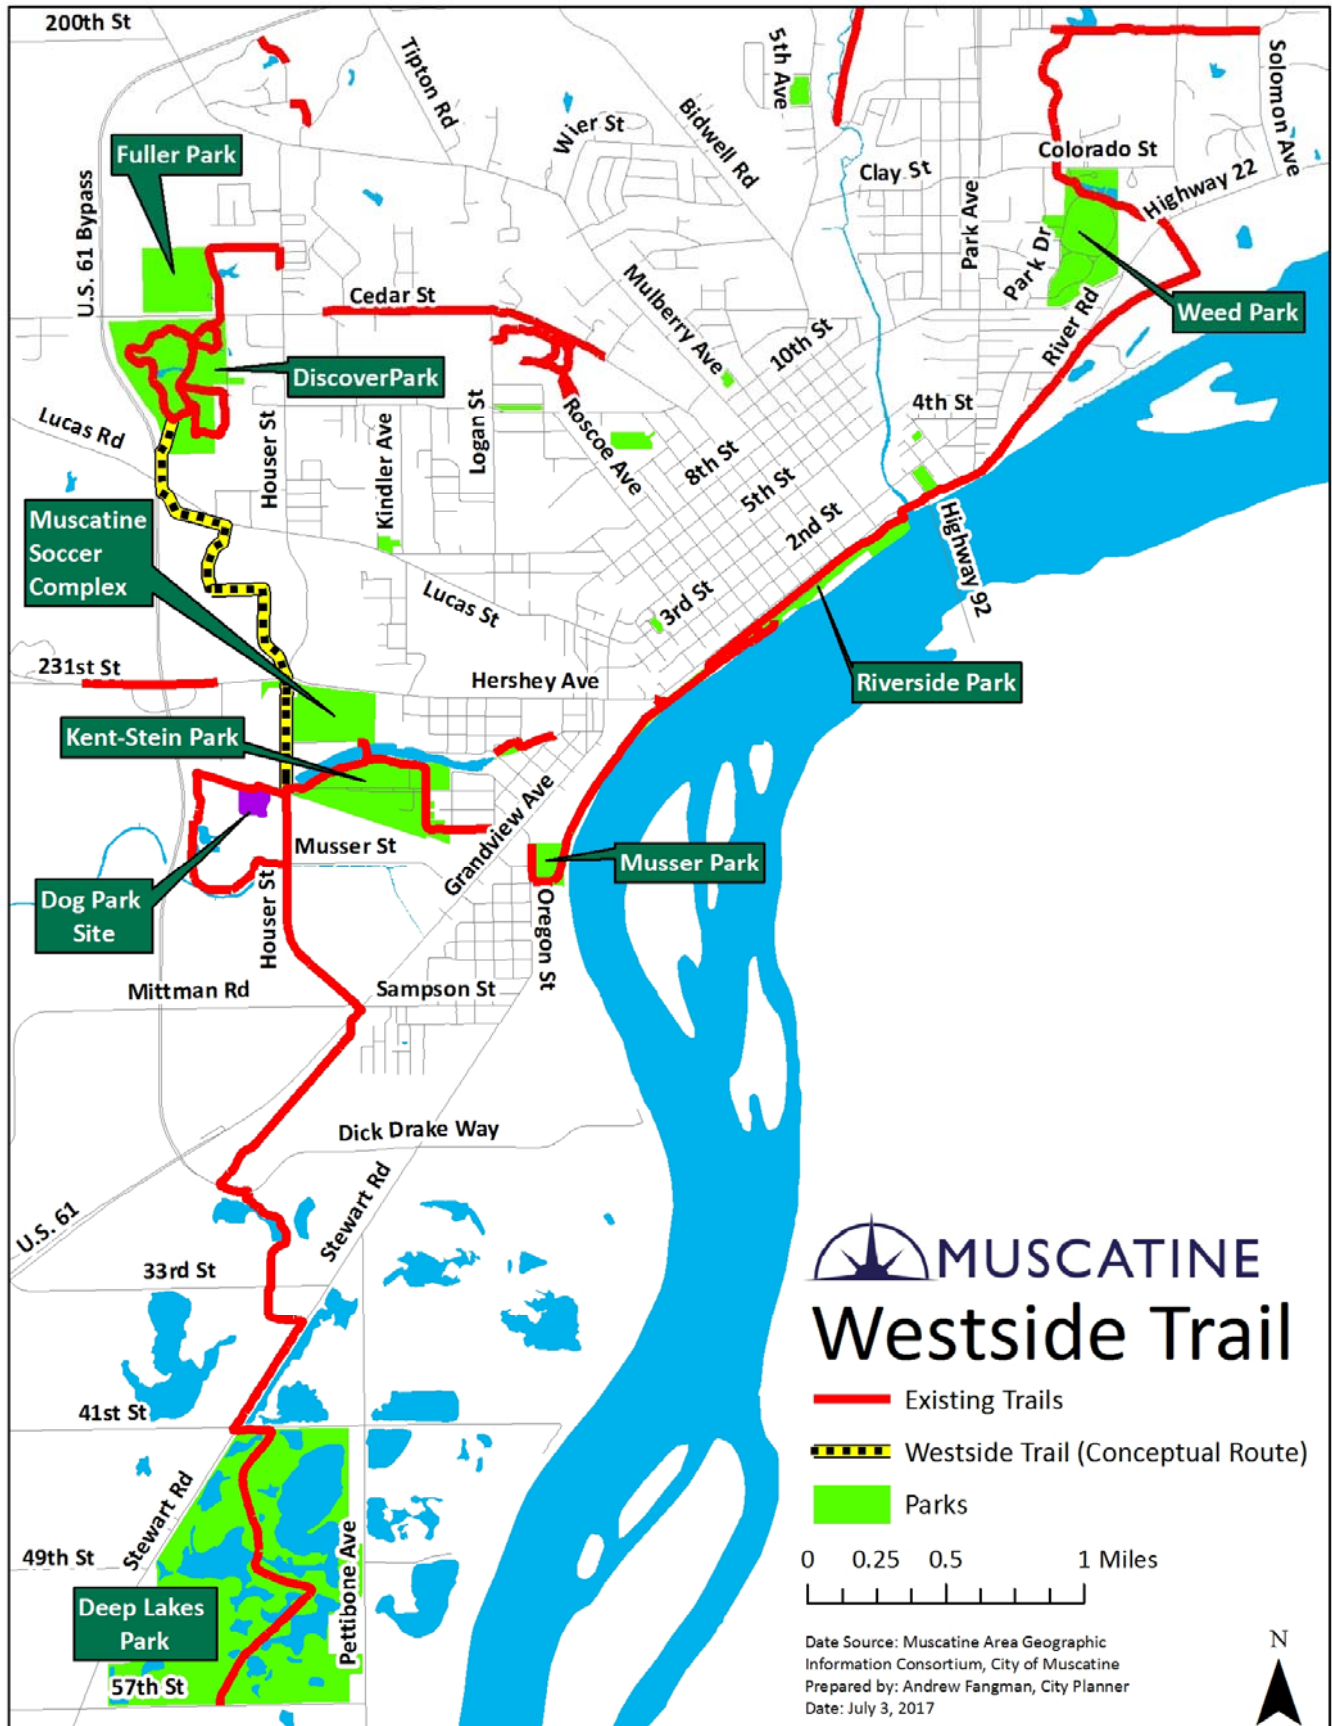 200th St
Tipton Rd
5th Ave
Solomon Ave
Wier St
Bidwell Rd
Fuller Park
Clay St
Colorado St
Highway 22
U.S. 61 Bypass
Park Ave
Park Dr
Cedar St
Mulberry Ave
10th St
River Rd
Weed Park
DiscoverPark
Lucas Rd
Houser St
Kindler Ave
Logan St
Roscoe Ave
8th St
4th St
5th St
2nd St
Highway 92
Muscatine
Soccer
Complex
Lucas St
3rd St
231st St
Hershey Ave
Riverside Park
Kent-Stein Park
Grandview Ave
Musser St
Musser Park
Dog Park
Site
Houser St
Oregon St
Mittman Rd
Sampson St
Dick Drake Way
Stewart Rd
U.S. 61
33rd St
41st St
Stewart Rd
49th St
Pettibone Ave
Deep Lakes
Park
57th St
MUSCATINE
Westside Trail
Existing Trails
Westside Trail (Conceptual Route)
Parks
0 0.25 0.5 1 Miles
Date Source: Muscatine Area Geographic
Information Consortium, City of Muscatine
Prepared by: Andrew Fangman, City Planner
Date: July 3, 2017
N